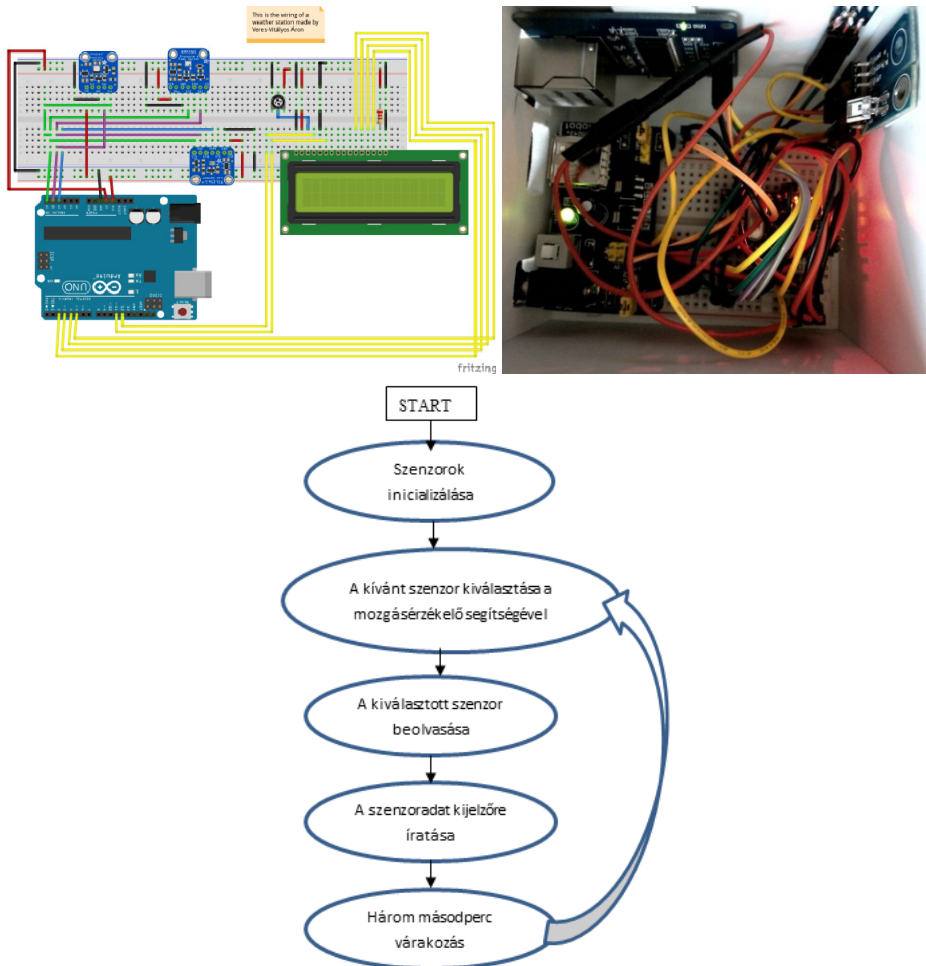 This is the wiring of a
weather station made by
Veres-Vitályos Áron
Arduino
UNO
fritzing
START
Szenzorok
inicializálása
A kívánt szenzor kiválasztása a
mozgásérzékelő segítségével
A kiválasztott szenzor
beolvasása
A szenzoradat kijelzőre
íratása
Három másodperc
várakozás